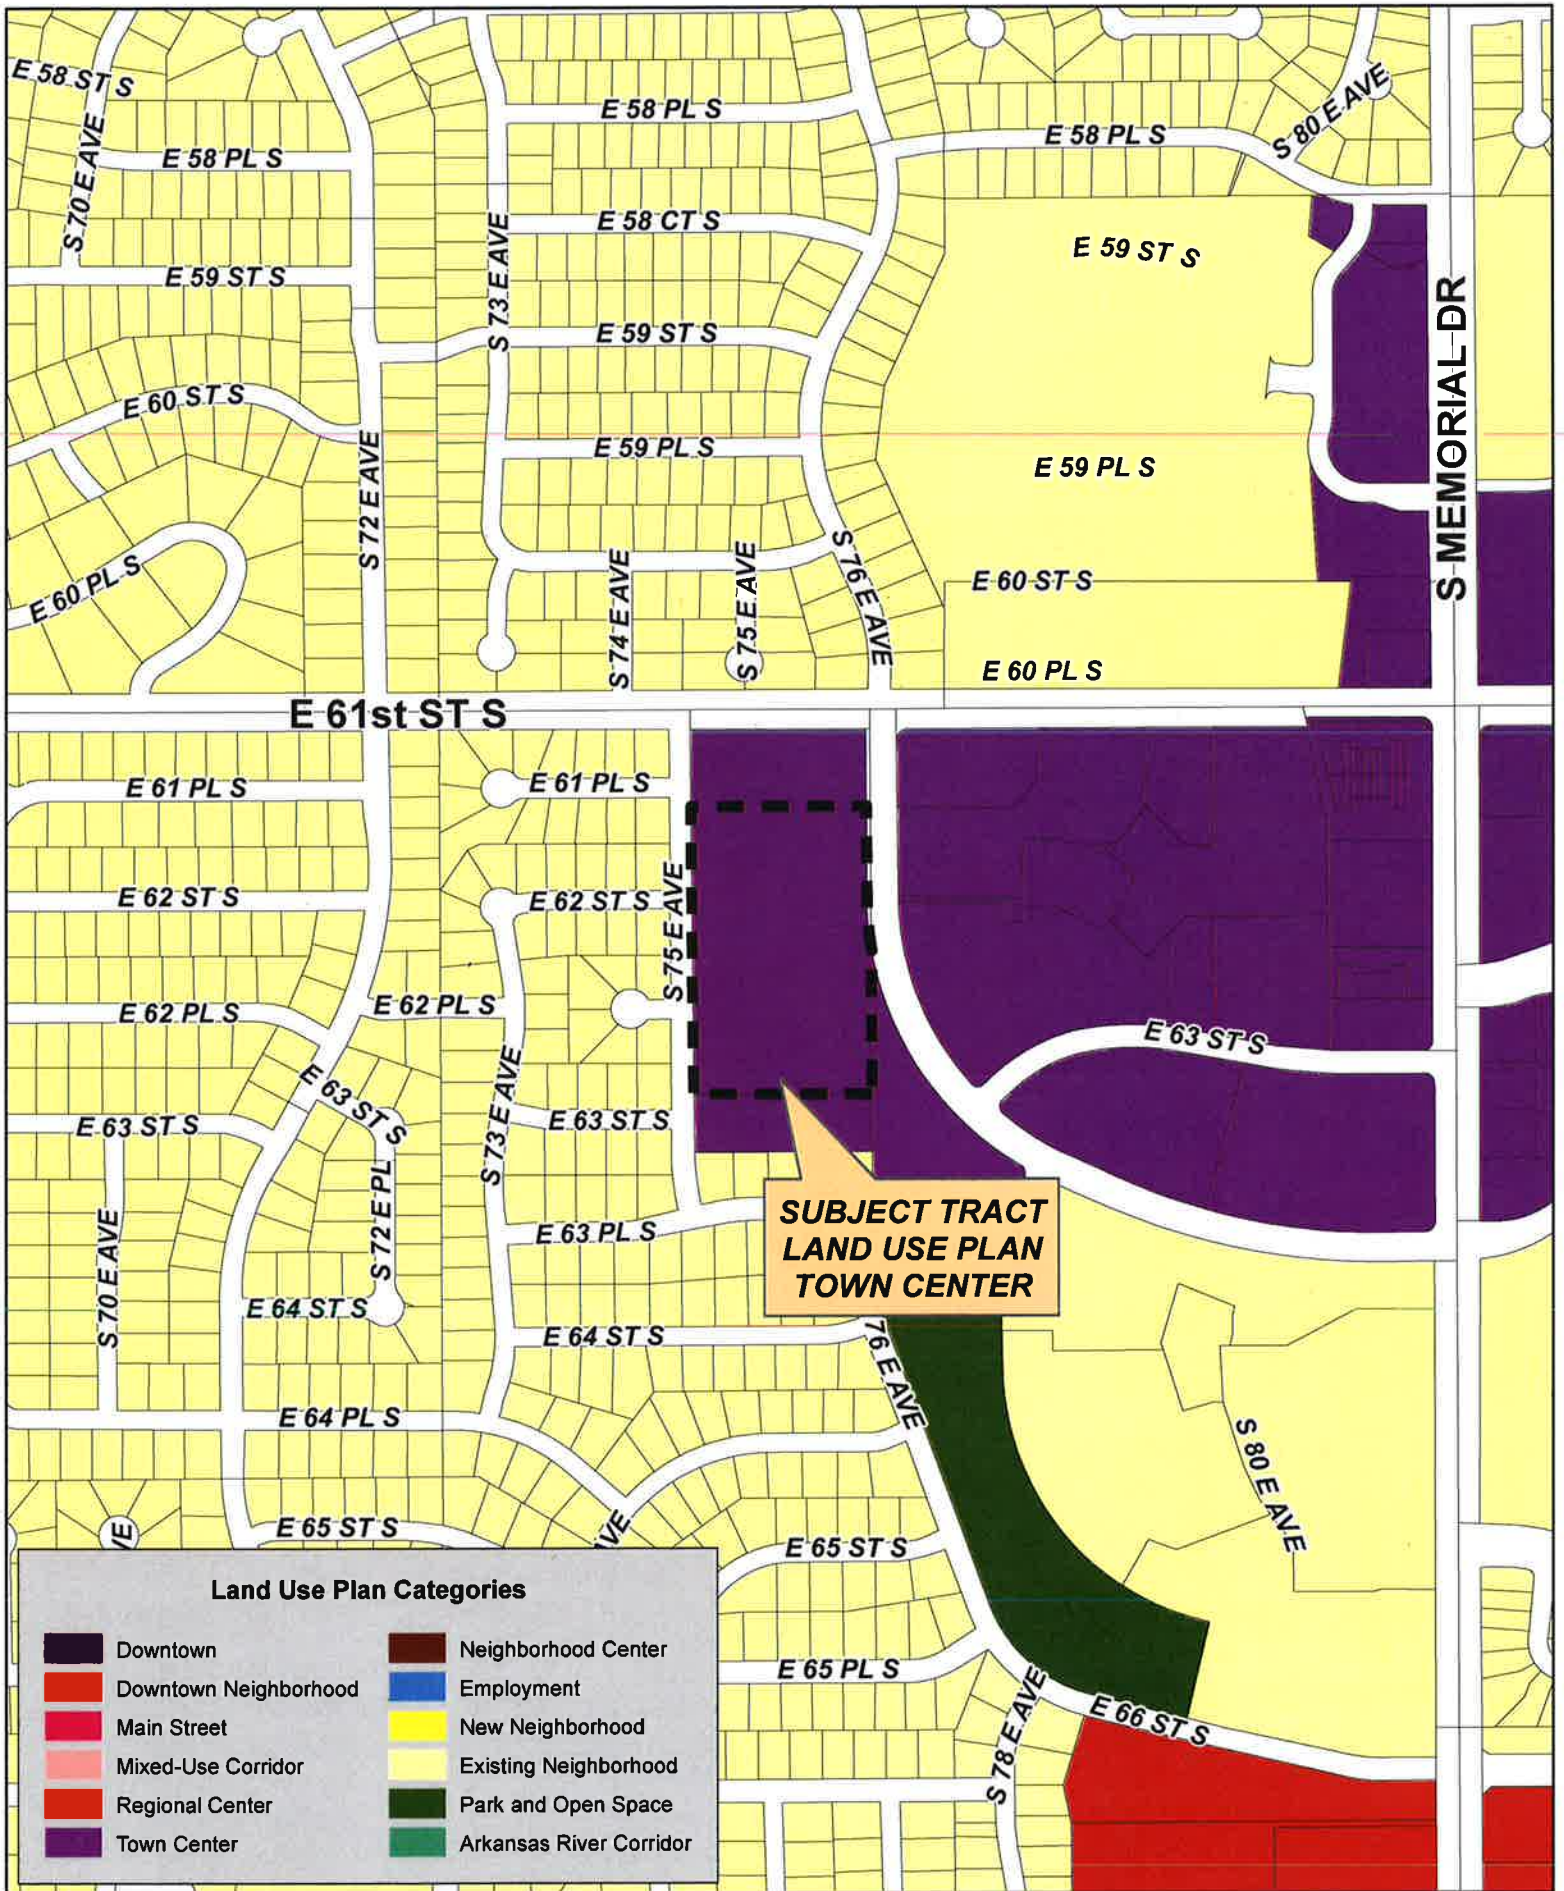 E 58 ST S
S 70 E AVE
E 58 PL S
E 59 ST S
E 60 ST S
E 60 PL S
S 72 E AVE
S 73 E AVE
E 58 PL S
E 58 CT S
E 59 ST S
E 59 PL S
S 74 E AVE
S 75 E AVE
S 76 E AVE
E 58 PL S
S 80 E AVE
E 59 ST S
E 59 PL S
E 60 ST S
E 60 PL S
S MEMORIAL DR
E 61st ST S
E 61 PL S
E 62 ST S
E 62 PL S
E 63 ST S
S 70 E AVE
E 61 PL S
E 62 ST S
S 75 E AVE
E 62 PL S
E 63 ST S
S 72 E PL
S 73 E AVE
E 63 ST S
E 63 PL S
E 64 ST S
E 64 ST S
E 64 PL S
E 65 ST S
VE
VE
E 63 ST S
SUBJECT TRACT
LAND USE PLAN
TOWN CENTER
76 E AVE
S 80 E AVE
E 65 ST S
E 65 PL S
S 78 E AVE
E 66 ST S
Land Use Plan Categories
Downtown
Downtown Neighborhood
Main Street
Mixed-Use Corridor
Regional Center
Town Center
Neighborhood Center
Employment
New Neighborhood
Existing Neighborhood
Park and Open Space
Arkansas River Corridor